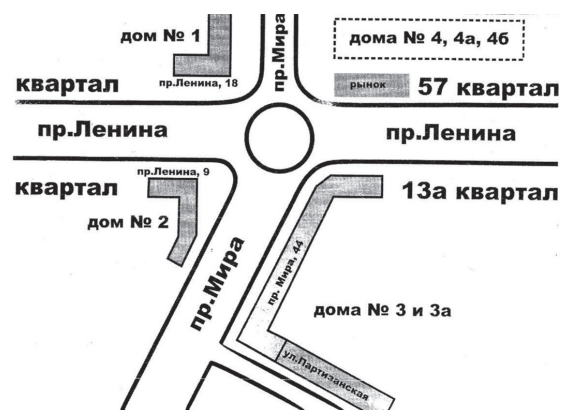 дом № 1
пр.Мира
дома № 4, 4а, 4б
квартал
пр.Ленина, 18
рынок
57 квартал
пр.Ленина
пр.Ленина
пр.Ленина, 9
квартал
13а квартал
дом № 2
пр.Мира
пр. Мира, 44
дома № 3 и 3а
ул.Партизанская